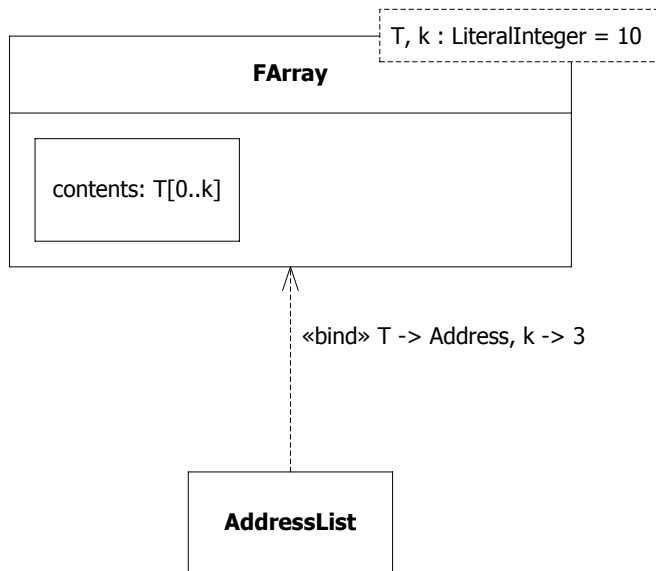 T, k : LiteralInteger = 10
FArray
contents: T[0..k]
«bind» T -> Address, k -> 3
AddressList